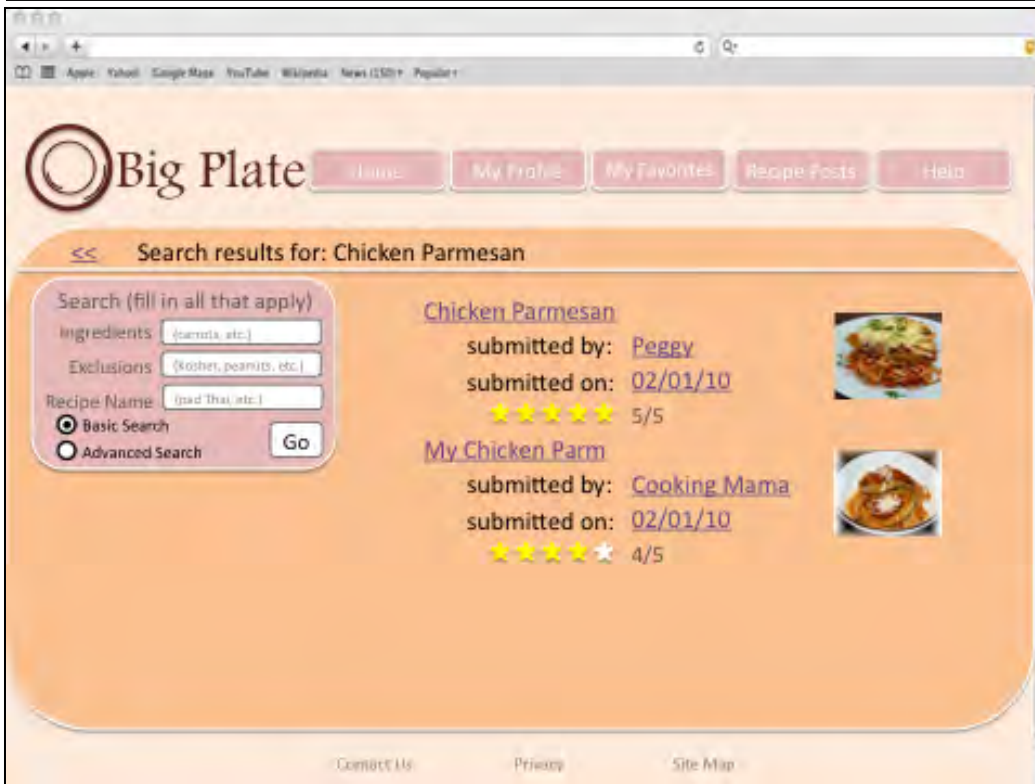 Apple Yahoo! Google Maps YouTube Wikipedia News (150) Popular
Big Plate
Home My Profile My Favorites Recipe Posts Help
<< Search results for: Chicken Parmesan
Search (fill in all that apply)
Ingredients (carrots, etc.)
Exclusions (Kosher, peanuts, etc.)
Recipe Name (pad Thai, etc.)
Basic Search
Advanced Search
Go
Chicken Parmesan
submitted by: Peggy
submitted on: 02/01/10
5/5
My Chicken Parm
submitted by: Cooking Mama
submitted on: 02/01/10
4/5
Contact Us Privacy Site Map